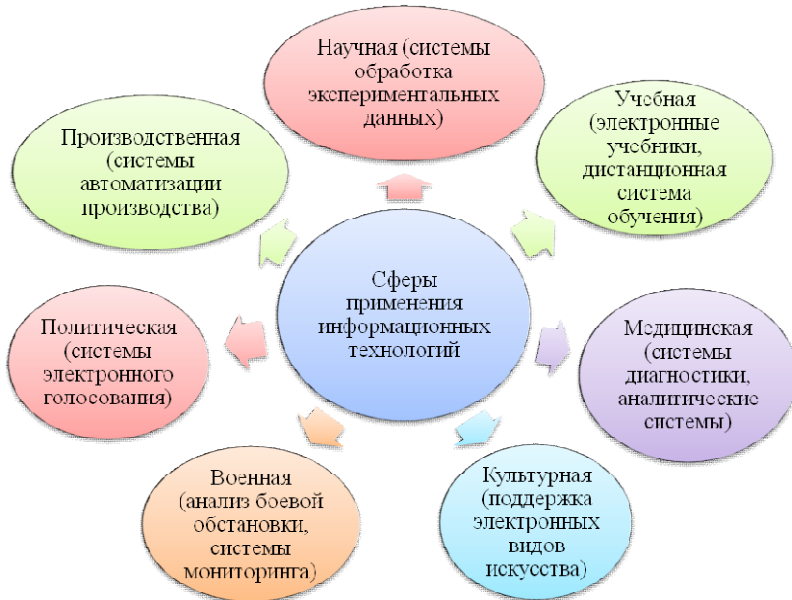 Научная (системы
обработка
экспериментальных
данных)
Учебная
(электронные
учебники,
дистанционная
система
обучения)
Производственная
(системы
автоматизации
производства)
Сферы
применения
информационных
технологий
Политическая
(системы
электронного
голосования)
Медицинская
(системы
диагностики,
аналитические
системы)
Военная
(анализ боевой
обстановки,
системы
мониторинга)
Культурная
(поддержка
электронных
видов
искусства)